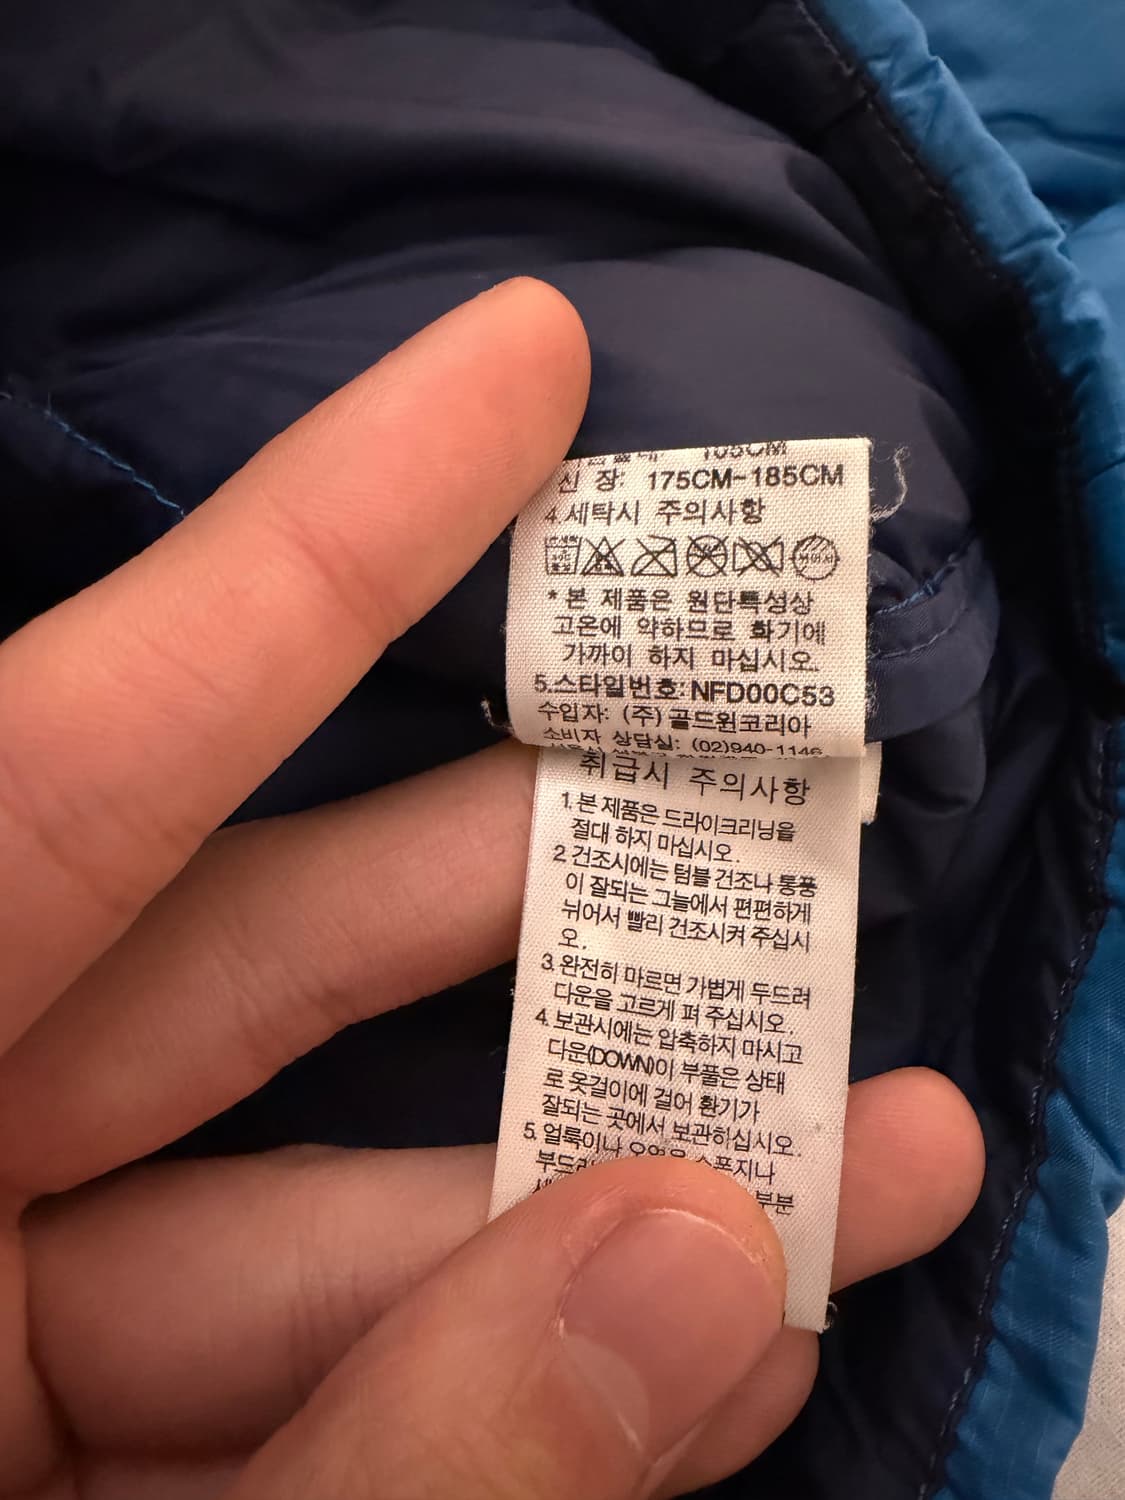 105CM
신 장: 175CM-185CM
4.세탁시 주의사항
* 본 제품은 원단특성상
고온에 약하므로 화기에
가까이 하지 마십시오.
5.스타일번호: NFD00C53
수입자: (주) 골드윈코리아
소비자 상담실: (02)940-1146
취급시 주의사항
1.본 제품은 드라이크리닝을
절대 하지 마십시오.
2 건조시에는 텀블 건조나 통풍
이 잘되는 그늘에서 편편하게
뉘어서 빨리 건조시켜 주십시
오.
3.완전히 마르면 가볍게 두드려
다운을 고르게 펴 주십시오.
4.보관시에는 압축하지 마시고
다운(DOWN)이 부풀은 상태
로 옷걸이에 걸어 환기가
잘되는 곳에서 보관하십시오.
5.얼룩이나
부분